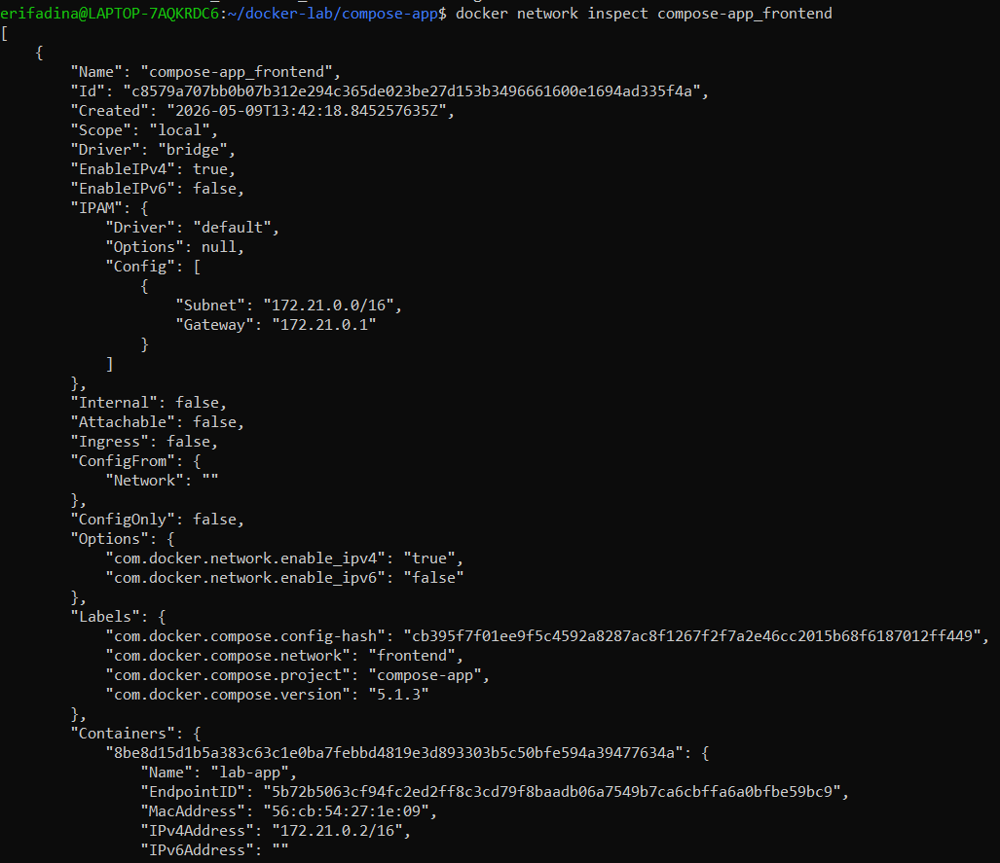 erifadina@LAPTOP-7AQKRDC6:~/docker-lab/compose-app$ docker network inspect compose-app_frontend
[
    {
        "Name": "compose-app_frontend",
        "Id": "c8579a707bb0b07b312e294c365de023be27d153b3496661600e1694ad335f4a",
        "Created": "2026-05-09T13:42:18.845257635Z",
        "Scope": "local",
        "Driver": "bridge",
        "EnableIPv4": true,
        "EnableIPv6": false,
        "IPAM": {
            "Driver": "default",
            "Options": null,
            "Config": [
                {
                    "Subnet": "172.21.0.0/16",
                    "Gateway": "172.21.0.1"
                }
            ]
        },
        "Internal": false,
        "Attachable": false,
        "Ingress": false,
        "ConfigFrom": {
            "Network": ""
        },
        "ConfigOnly": false,
        "Options": {
            "com.docker.network.enable_ipv4": "true",
            "com.docker.network.enable_ipv6": "false"
        },
        "Labels": {
            "com.docker.compose.config-hash": "cb395f7f01ee9f5c4592a8287ac8f1267f2f7a2e46cc2015b68f6187012ff449",
            "com.docker.compose.network": "frontend",
            "com.docker.compose.project": "compose-app",
            "com.docker.compose.version": "5.1.3"
        },
        "Containers": {
            "8be8d15d1b5a383c63c1e0ba7febbd4819e3d893303b5c50bfe594a39477634a": {
                "Name": "lab-app",
                "EndpointID": "5b72b5063cf94fc2ed2ff8c3cd79f8baadb06a7549b7ca6cbffa6a0bfbe59bc9",
                "MacAddress": "56:cb:54:27:1e:09",
                "IPv4Address": "172.21.0.2/16",
                "IPv6Address": ""